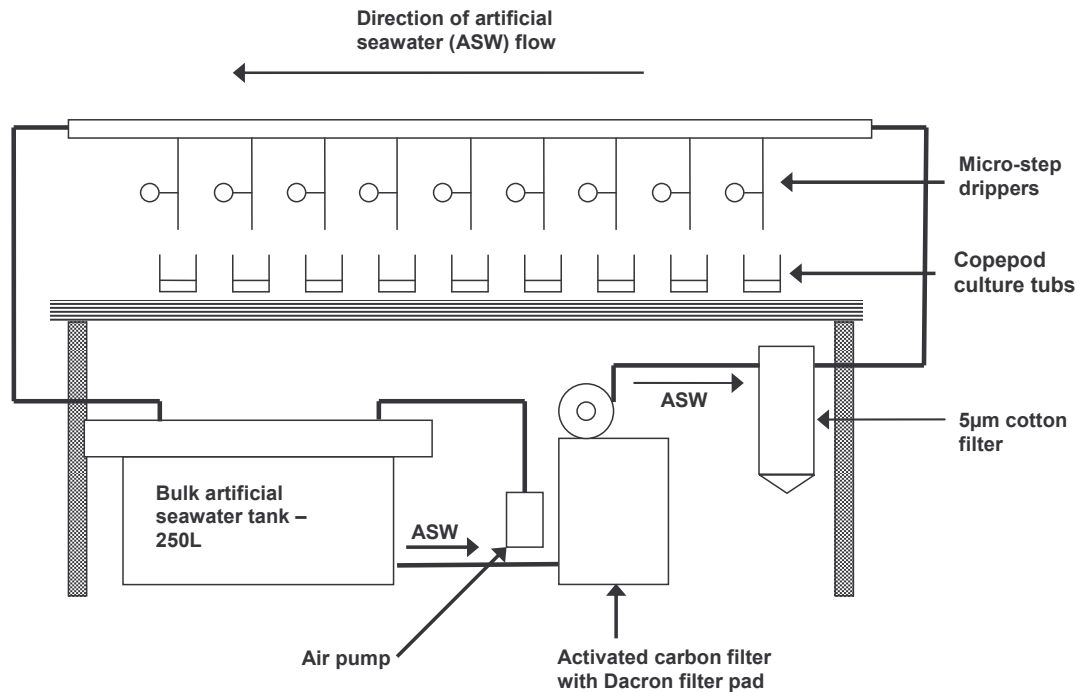 Direction of artificial
seawater (ASW) flow
Micro-step
drippers
Copepod
culture tubs
ASW
5µm cotton
filter
Bulk artificial
seawater tank –
250L
ASW
Air pump
Activated carbon filter
with Dacron filter pad